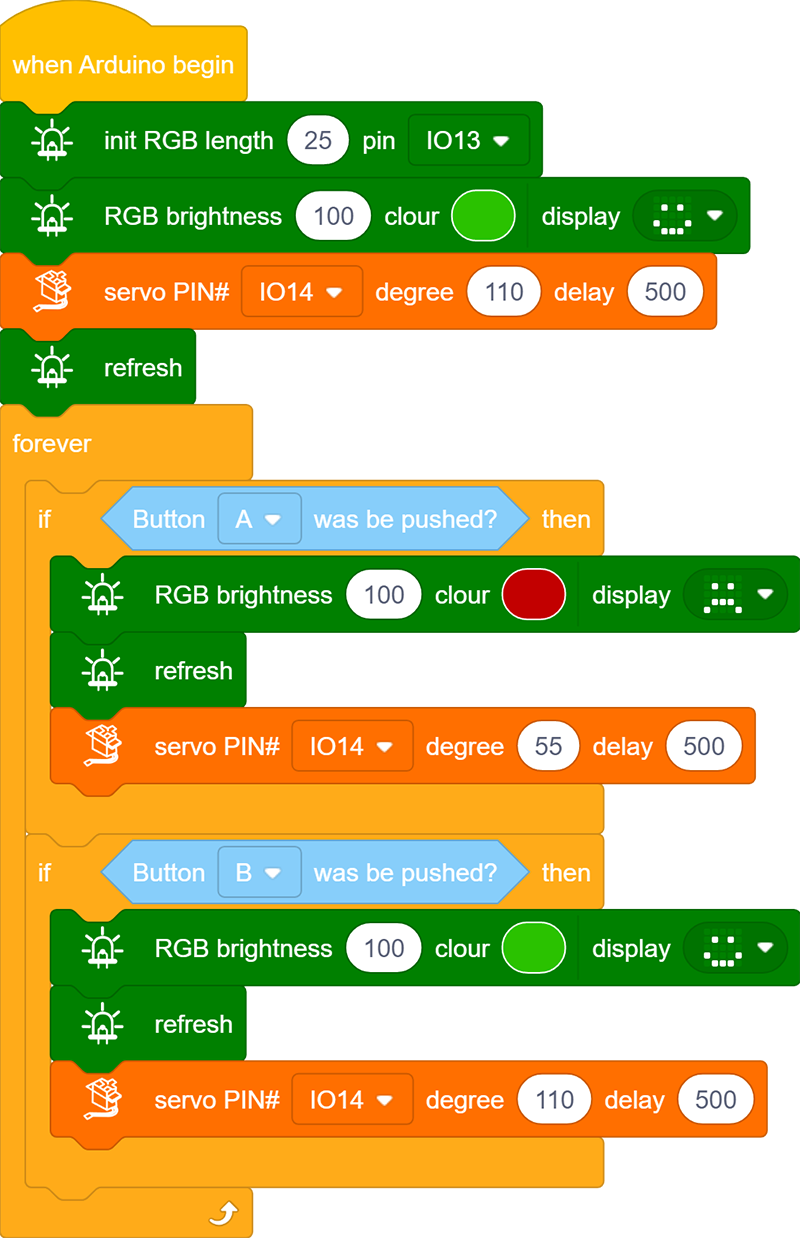 when Arduino begin
init RGB length 25 pin IO13
RGB brightness 100 clour display
servo PIN# IO14 degree 110 delay 500
refresh
forever
if Button A was be pushed? then
RGB brightness 100 clour display
refresh
servo PIN# IO14 degree 55 delay 500
if Button B was be pushed? then
RGB brightness 100 clour display
refresh
servo PIN# IO14 degree 110 delay 500